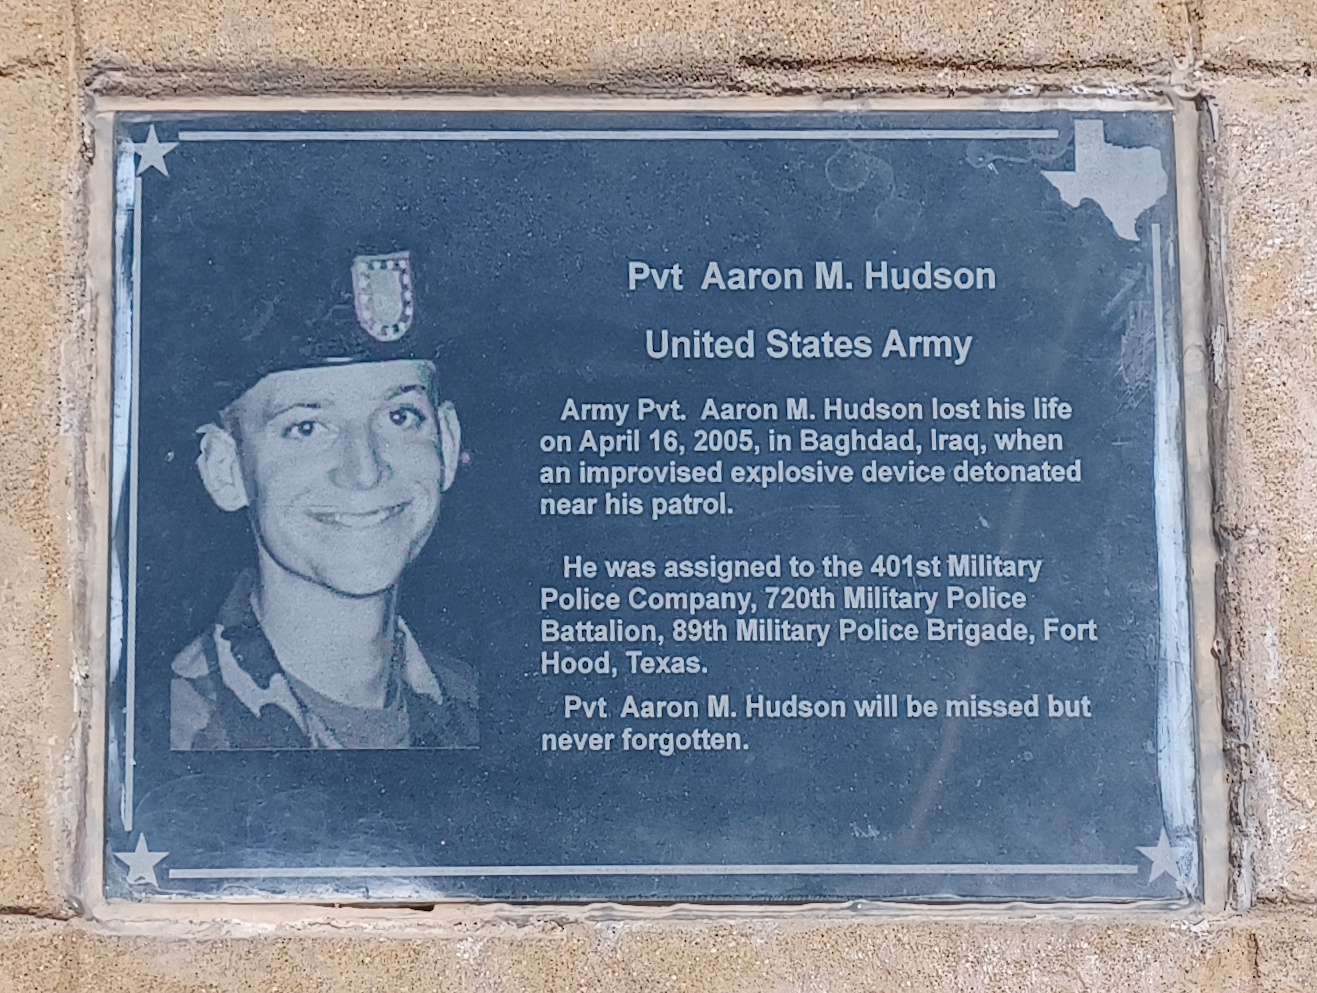 Pvt Aaron M. Hudson
United States Army
Army Pvt. Aaron M. Hudson lost his life
on April 16, 2005, in Baghdad, Iraq, when
an improvised explosive device detonated
near his patrol.
He was assigned to the 401st Military
Police Company, 720th Military Police
Battalion, 89th Military Police Brigade, Fort
Hood, Texas.
Pvt Aaron M. Hudson will be missed but
never forgotten.